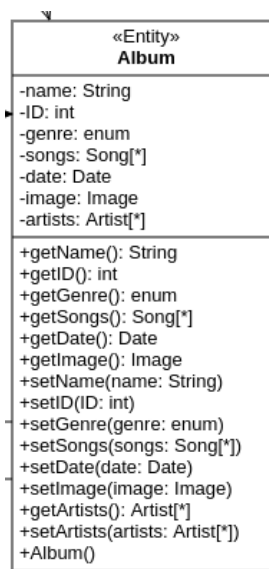 «Entity»
Album
-name: String
-ID: int
-genre: enum
-songs: Song[*]
-date: Date
-image: Image
-artists: Artist[*]
+getName(): String
+getID(): int
+getGenre(): enum
+getSongs(): Song[*]
+getDate(): Date
+getImage(): Image
+setName(name: String)
+setID(ID: int)
+setGenre(genre: enum)
+setSongs(songs: Song[*])
+setDate(date: Date)
+setImage(image: Image)
+getArtists(): Artist[*]
+setArtists(artists: Artist[*])
+Album()